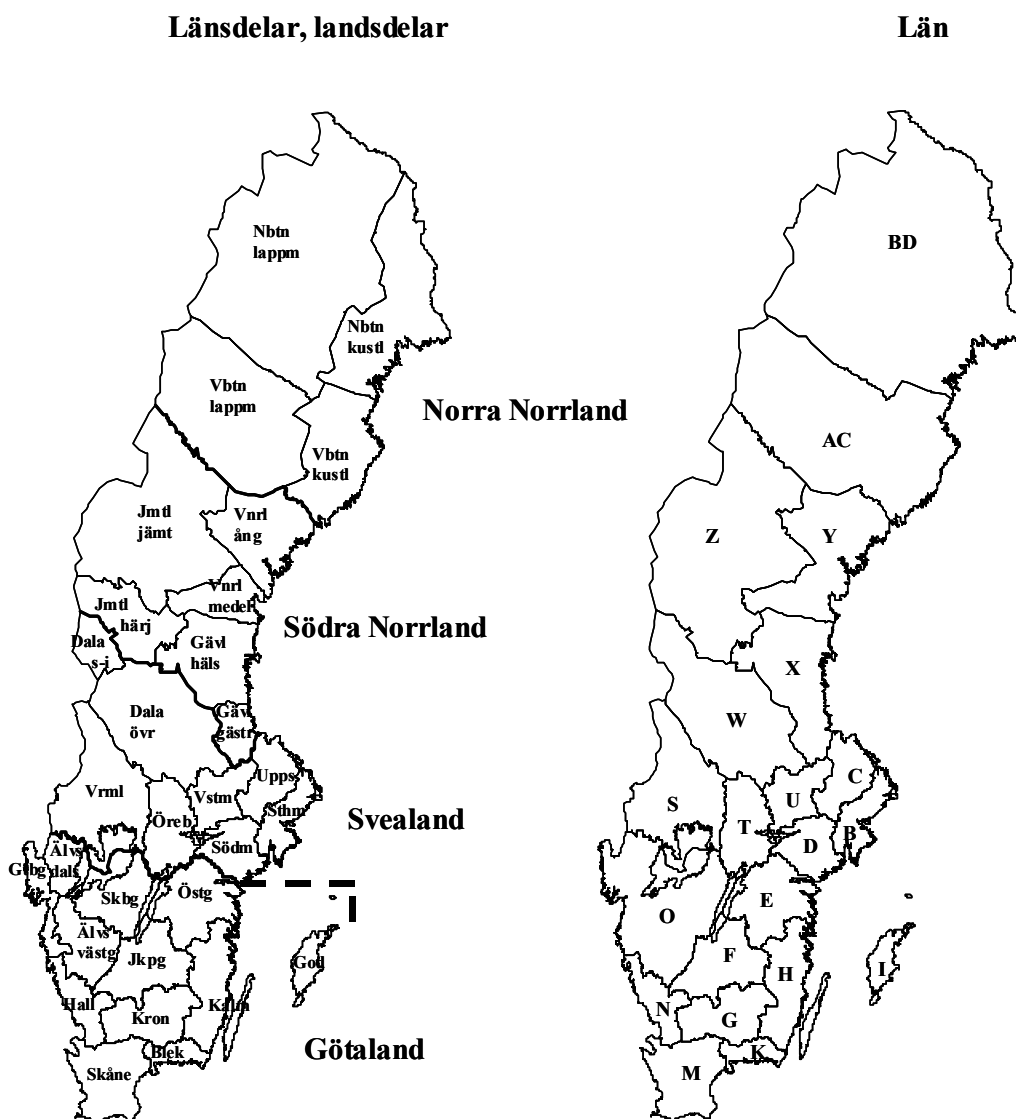 Länsdelar, landsdelar
Län
Nbtn
lappm
BD
Nbtn
kustl
Vbtn
lappm
Norra Norrland
Vbtn
kustl
AC
Jmtl
jämt
Vnrl
ång
Z
Y
Vnrl
medel
Jmtl
härj
Södra Norrland
Dala
s-i
Gävl
häls
X
Dala
övr
Gäv
gästr
W
Upps
C
Vrml
Vstm
Öreb
Sthm
Svealand
S
U
T
B
Södm
D
Älvs
dals
Gtbg
Skbg
Östg
E
O
Älvs
västg
Jkpg
Gotl
F
H
I
Hall
Kron
Kalm
N
G
Blek
Götaland
K
Skåne
M